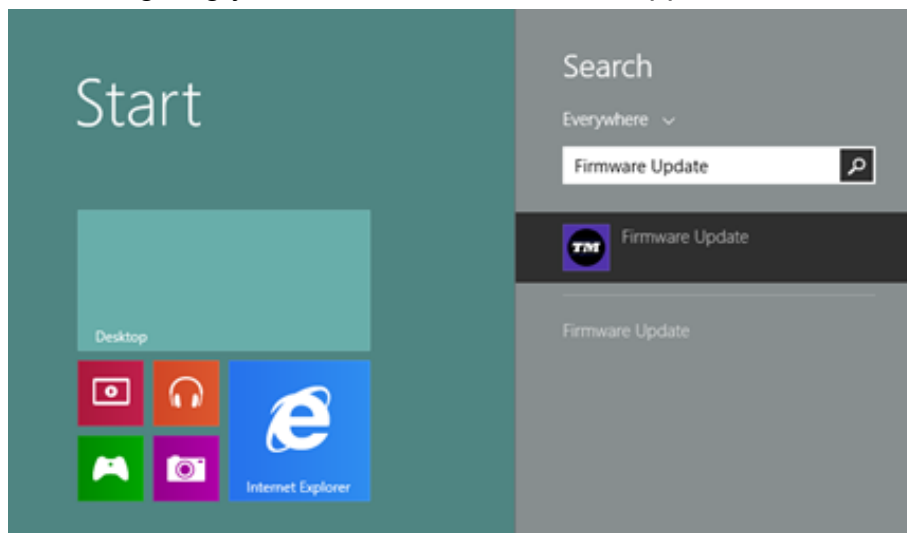 Start
Desktop
Internet Explorer
Search
Everywhere
Firmware Update
TM
Firmware Update
Firmware Update